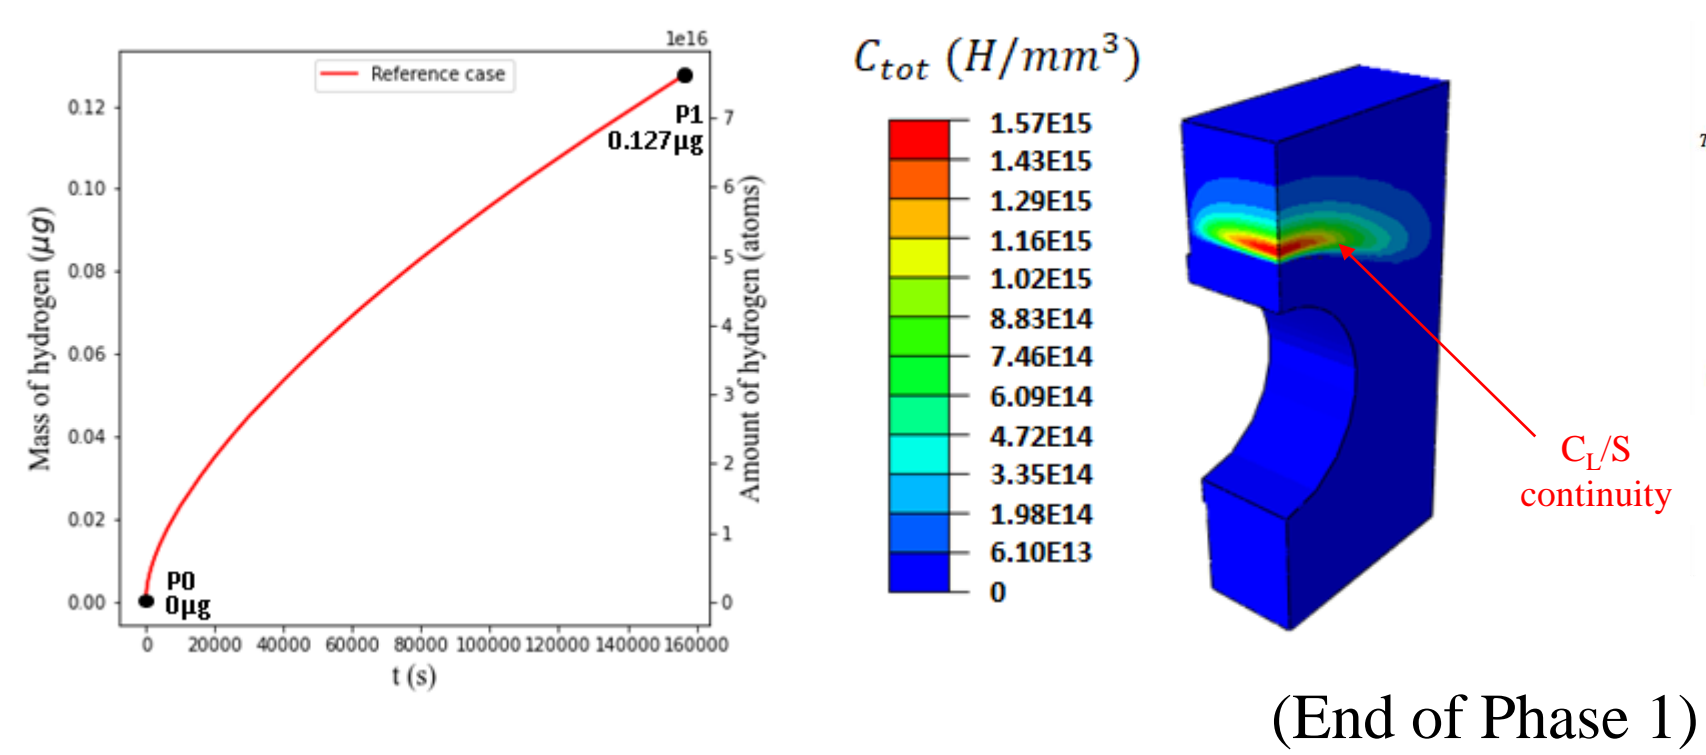 1e16
Reference case
P1
0.127µg
P0
0µg
0.12
0.10
0.08
0.06
0.04
0.02
0.00
Mass of hydrogen (µg)
7
6
5
4
3
2
1
0
Amount of hydrogen (atoms)
0 20000 40000 60000 80000 100000 120000 140000 160000
t (s)
C_tot (H/mm³)
1.57E15
1.43E15
1.29E15
1.16E15
1.02E15
8.83E14
7.46E14
6.09E14
4.72E14
3.35E14
1.98E14
6.10E13
0
C_L/S
continuity
T
(End of Phase 1)